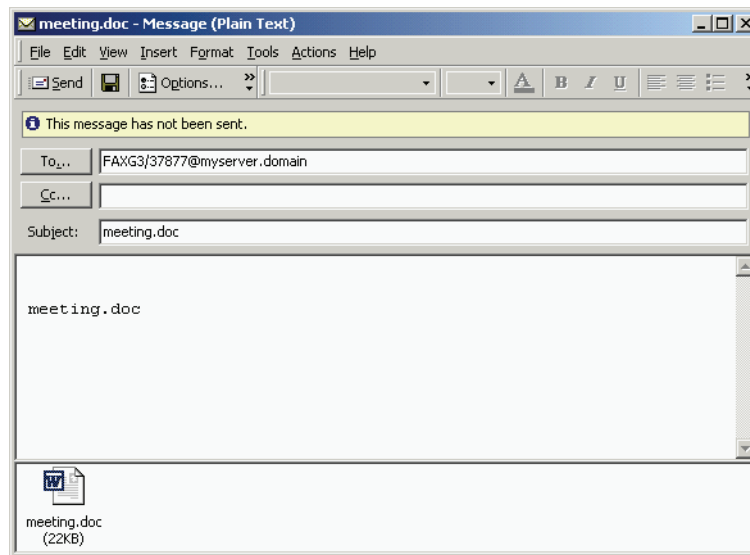 meeting.doc - Message (Plain Text)
File Edit View Insert Format Tools Actions Help
Send Options... A B I U
This message has not been sent.
To... FAXG3/37877@myserver.domain
Cc...
Subject: meeting.doc
meeting.doc
meeting.doc
(22KB)